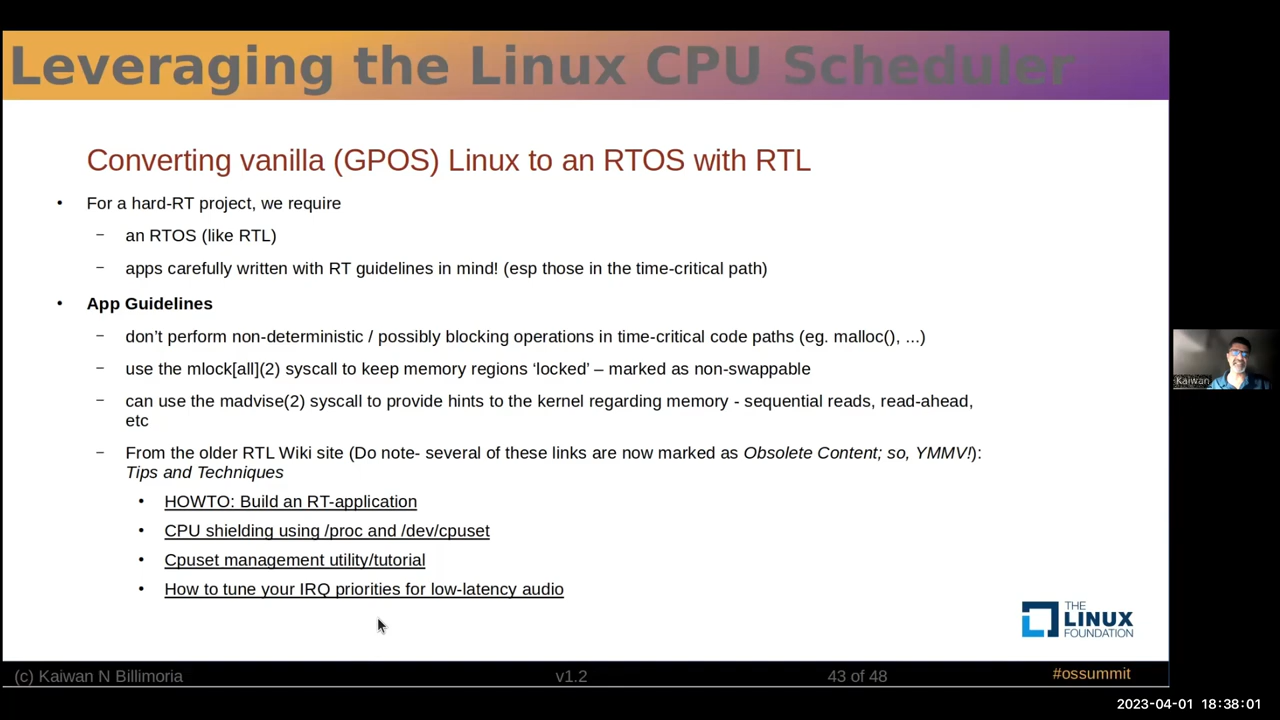 Leveraging the Linux CPU Scheduler
Converting vanilla (GPOS) Linux to an RTOS with RTL
• For a hard-RT project, we require
– an RTOS (like RTL)
– apps carefully written with RT guidelines in mind! (esp those in the time-critical path)
• App Guidelines
– don't perform non-deterministic / possibly blocking operations in time-critical code paths (eg. malloc(), ...)
– use the mlock[all](2) syscall to keep memory regions ‘locked’ – marked as non-swappable
– can use the madvise(2) syscall to provide hints to the kernel regarding memory - sequential reads, read-ahead,
etc
– From the older RTL Wiki site (Do note- several of these links are now marked as Obsolete Content; so, YMMV!):
Tips and Techniques
• HOWTO: Build an RT-application
• CPU shielding using /proc and /dev/cpuset
• Cpuset management utility/tutorial
• How to tune your IRQ priorities for low-latency audio
THE
LINUX
FOUNDATION
(c) Kaiwan N Billimoria v1.2 43 of 48 #ossummit
Kaiwan
2023-04-01 18:38:01